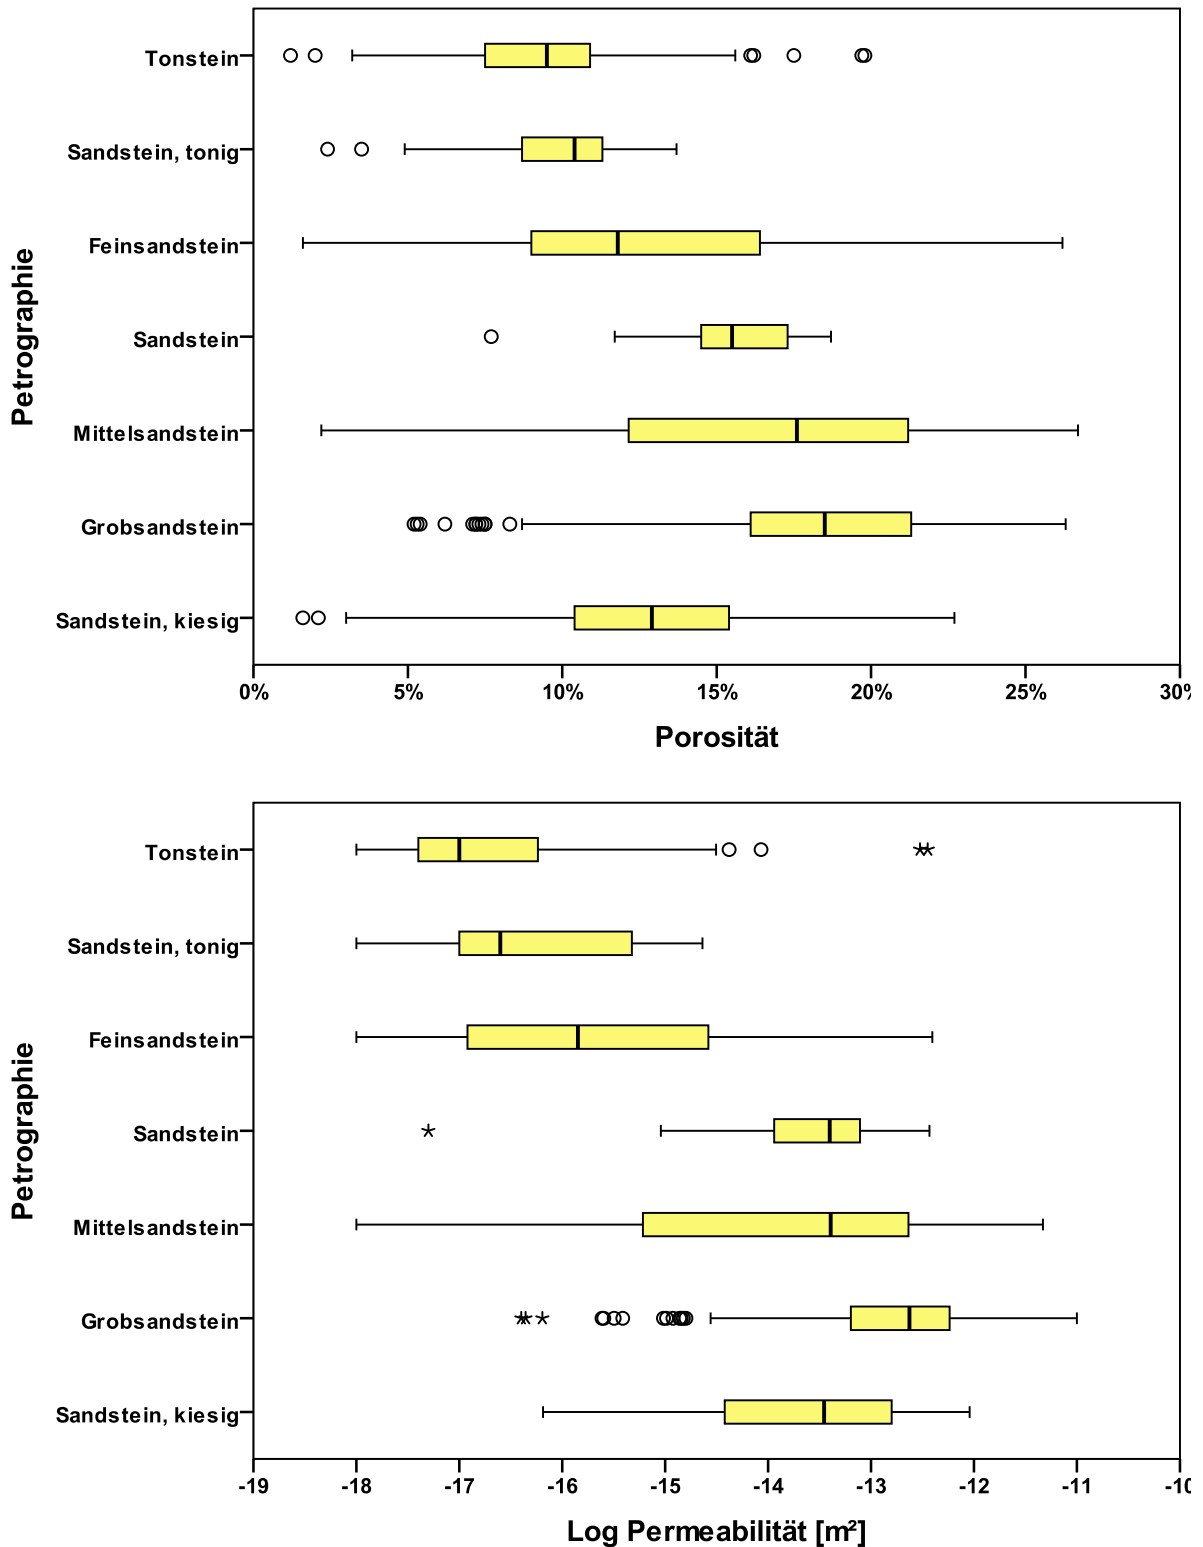 Petrographie
Tonstein
Sandstein, tonig
Feinsandstein
Sandstein
Mittelsandstein
Grobsandstein
Sandstein, kiesig
0% 5% 10% 15% 20% 25% 30%
Porosität
Petrographie
Tonstein
Sandstein, tonig
Feinsandstein
Sandstein
Mittelsandstein
Grobsandstein
Sandstein, kiesig
-19 -18 -17 -16 -15 -14 -13 -12 -11 -10
Log Permeabilität [m²]